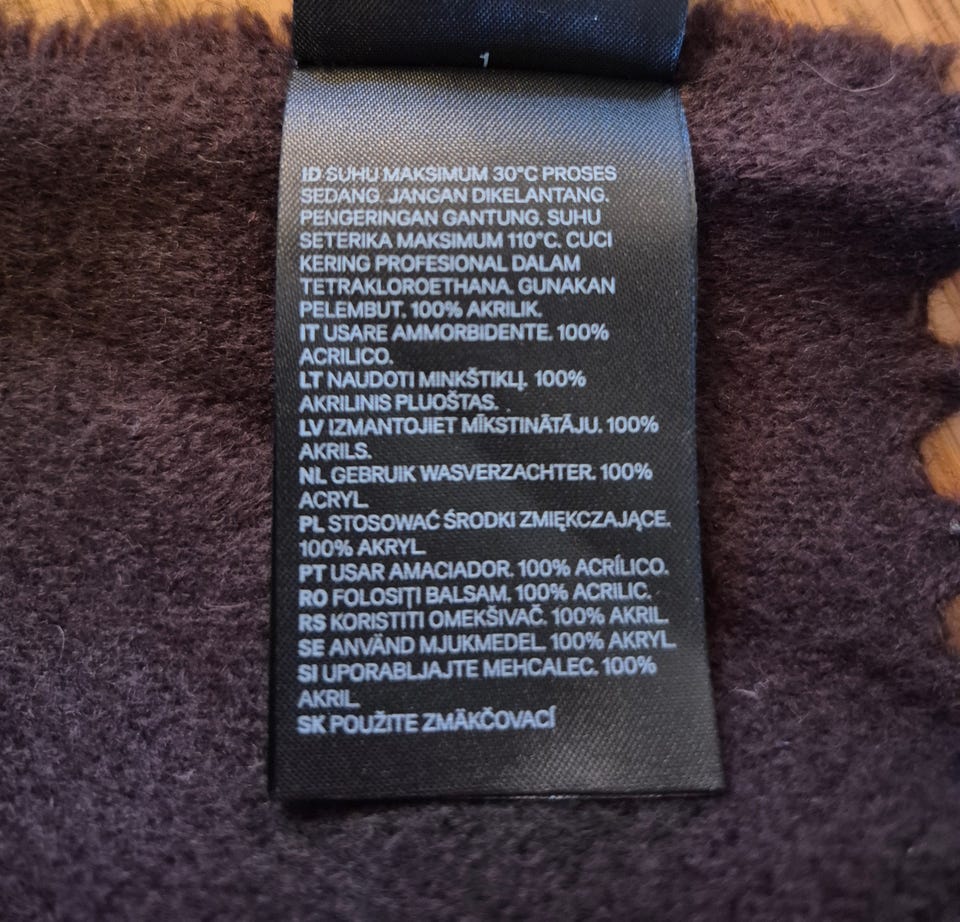 1
ID SUHU MAKSIMUM 30°C PROSES
SEDANG. JANGAN DIKELANTANG.
PENGERINGAN GANTUNG. SUHU
SETERIKA MAKSIMUM 110°C. CUCI
KERING PROFESIONAL DALAM
TETRAKLOROETHANA. GUNAKAN
PELEMBUT. 100% AKRILIK.
IT USARE AMMORBIDENTE. 100%
ACRILICO.
LT NAUDOTI MINKŠTIKLĮ. 100%
AKRILINIS PLUOŠTAS.
LV IZMANTOJIET MĪKSTINĀTĀJU. 100%
AKRILS.
NL GEBRUIK WASVERZACHTER. 100%
ACRYL.
PL STOSOWAĆ ŚRODKI ZMIĘKCZAJĄCE.
100% AKRYL.
PT USAR AMACIADOR. 100% ACRÍLICO.
RO FOLOSIŢI BALSAM. 100% ACRILIC.
RS KORISTITI OMEKŠIVAČ. 100% AKRIL.
SE ANVÄND MJUKMEDEL. 100% AKRYL.
SI UPORABLJAJTE MEHCALEC. 100%
AKRIL.
SK POUŽITE ZMÄKČOVACÍ